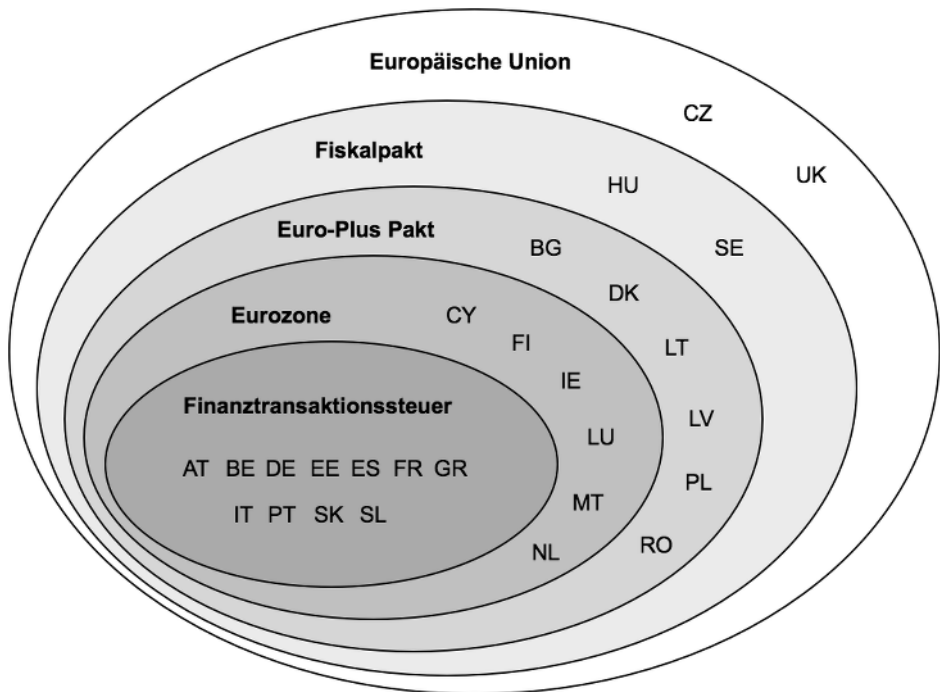 Europäische Union
CZ
UK
Fiskalpakt
HU
SE
Euro-Plus Pakt
BG
DK
LT
LV
PL
RO
Eurozone
CY
FI
IE
LU
MT
NL
Finanztransaktionssteuer
AT BE DE EE ES FR GR
IT PT SK SL